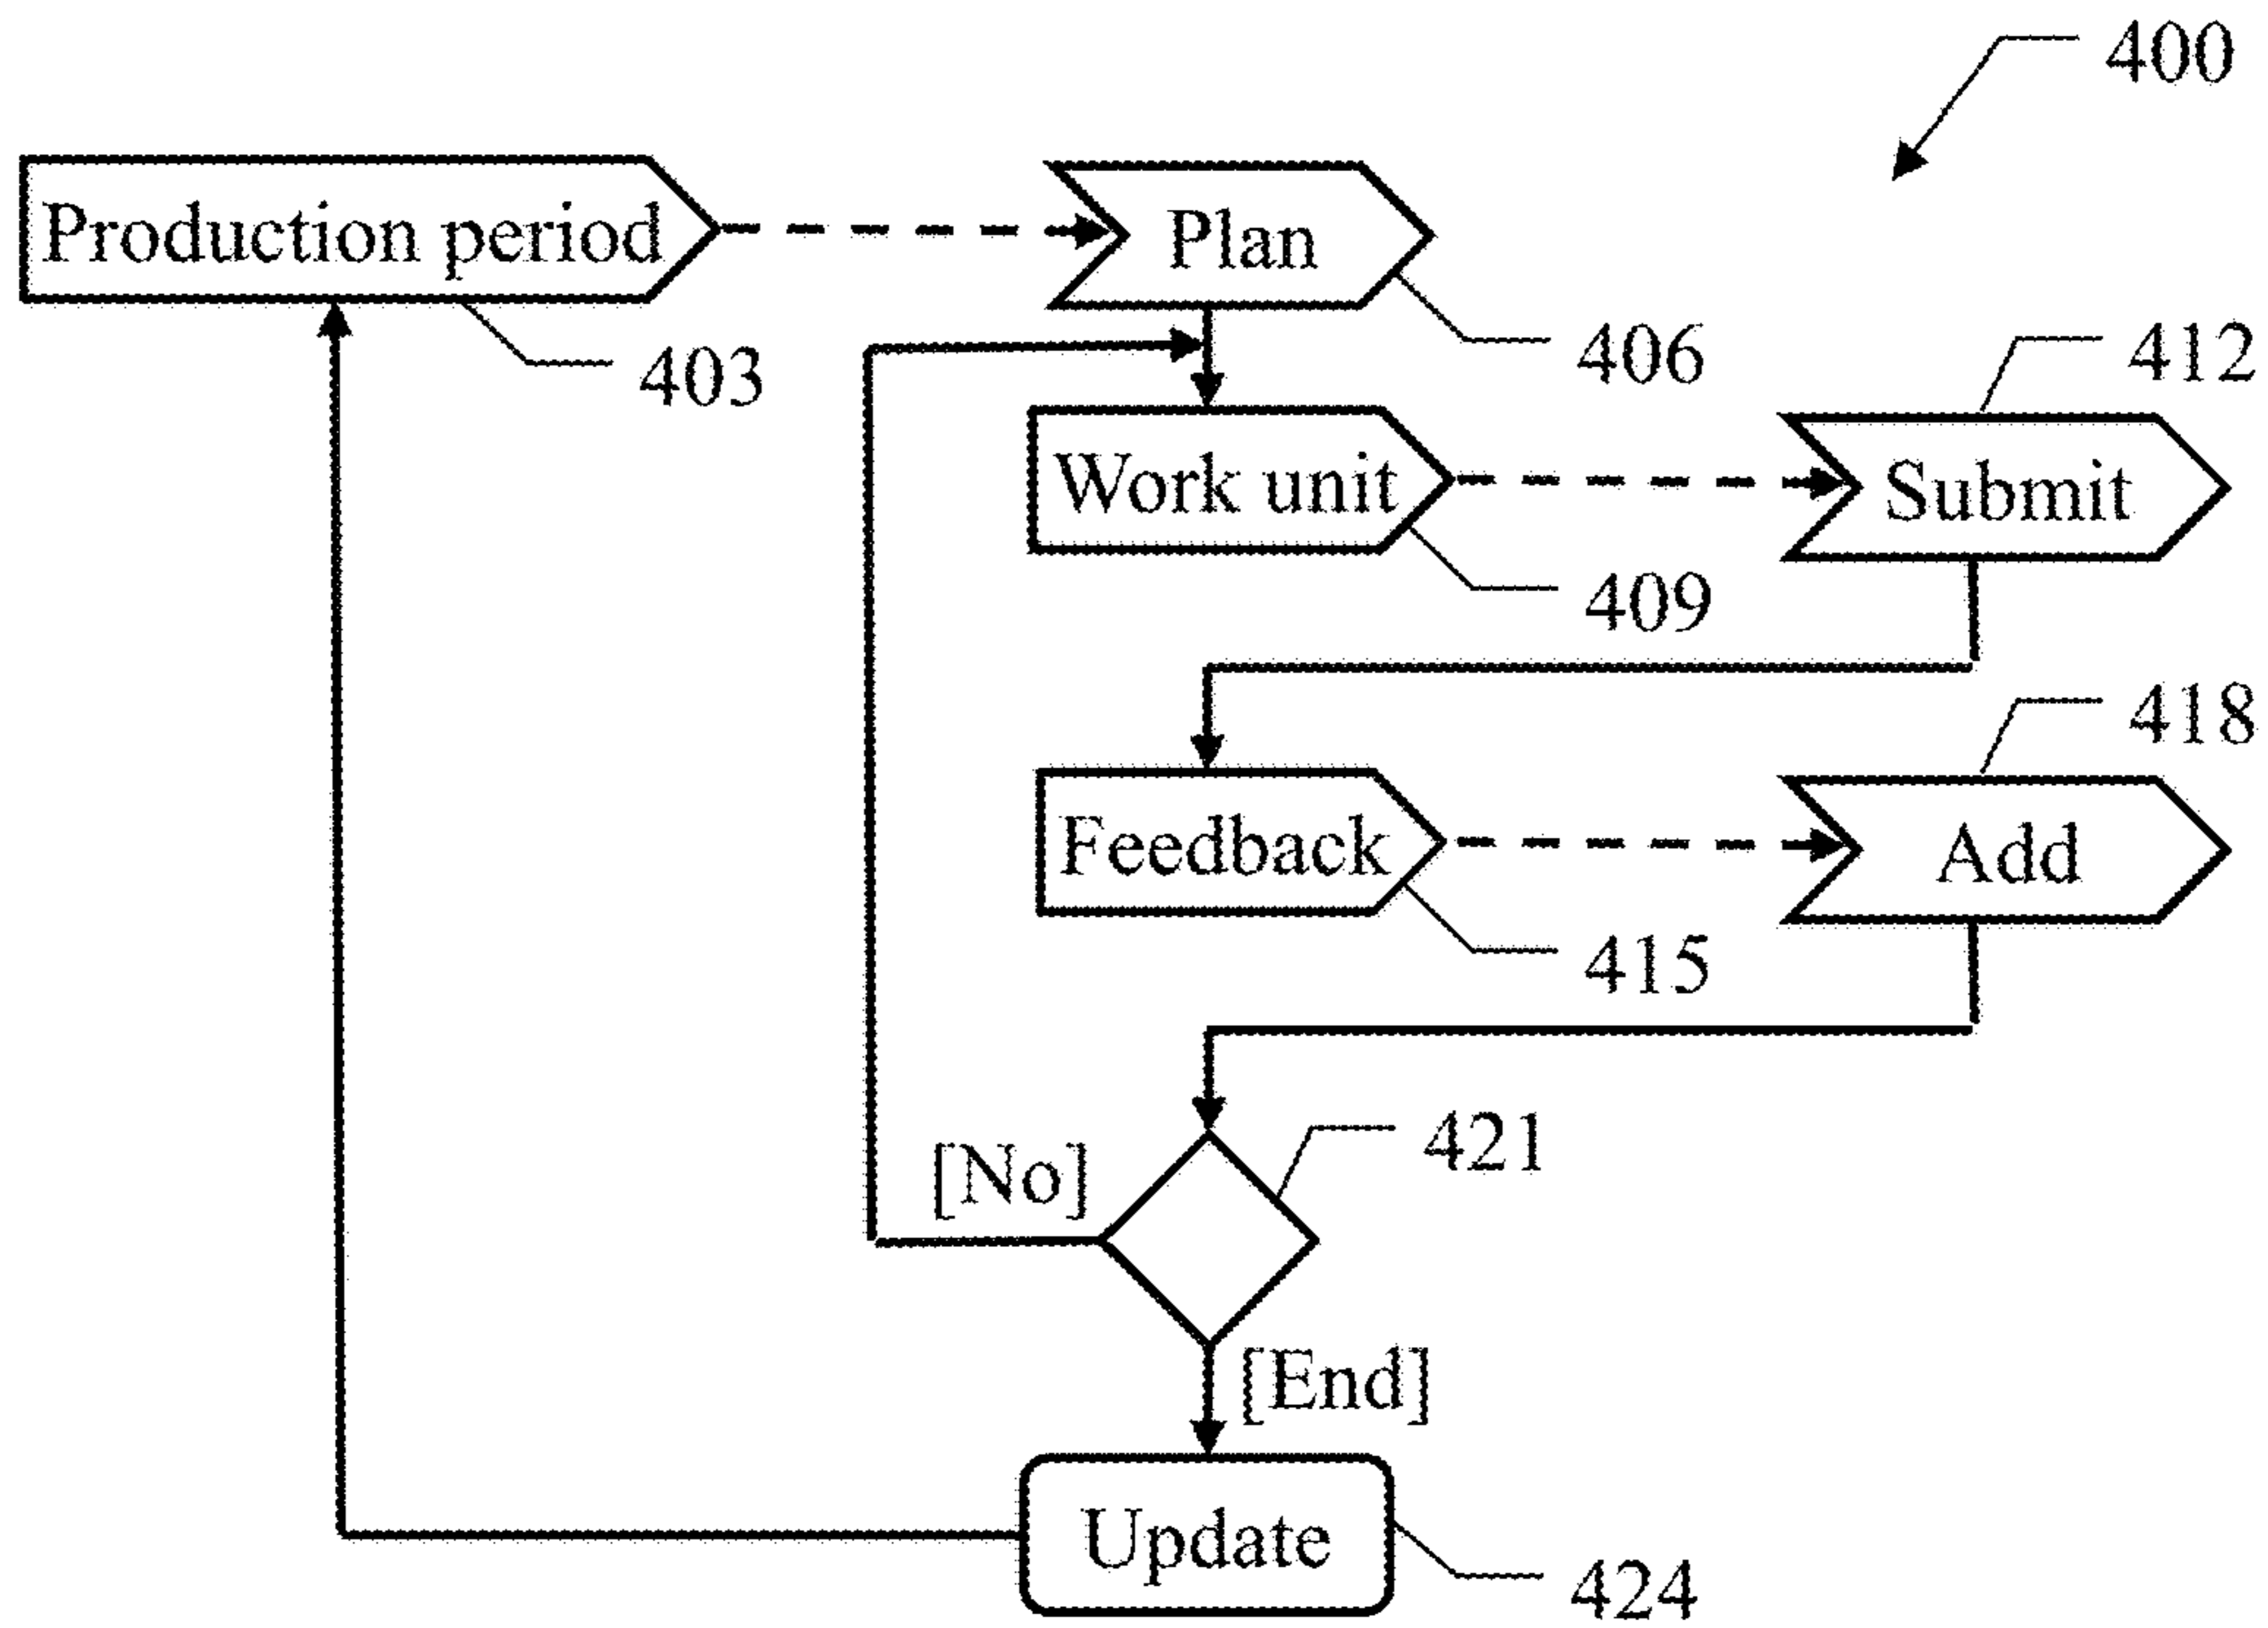 400
Production period
Plan
403
406
412
Work unit
Submit
409
418
Feedback
Add
415
421
[No]
[End]
Update
424